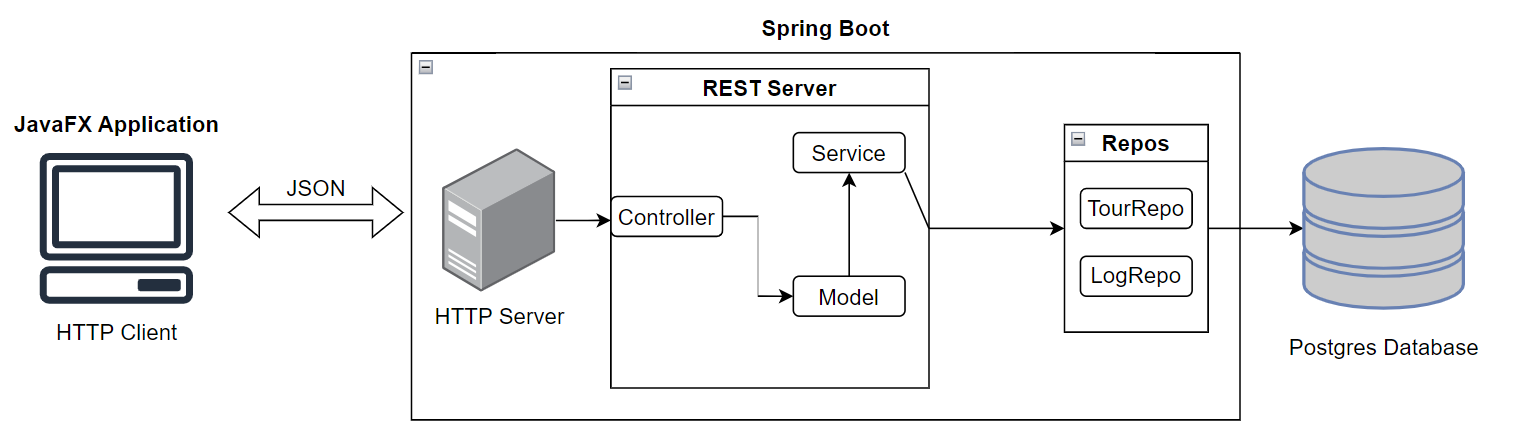 Spring Boot
REST Server
JavaFX Application
Repos
Service
JSON
TourRepo
Controller
LogRepo
Model
HTTP Server
HTTP Client
Postgres Database